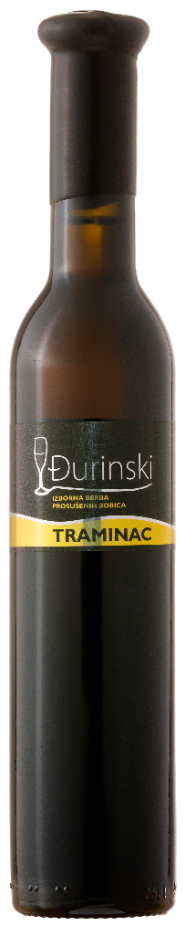 Đurinski
IZBORNA BERBA
PROSUŠENIH BOBICA
TRAMINAC